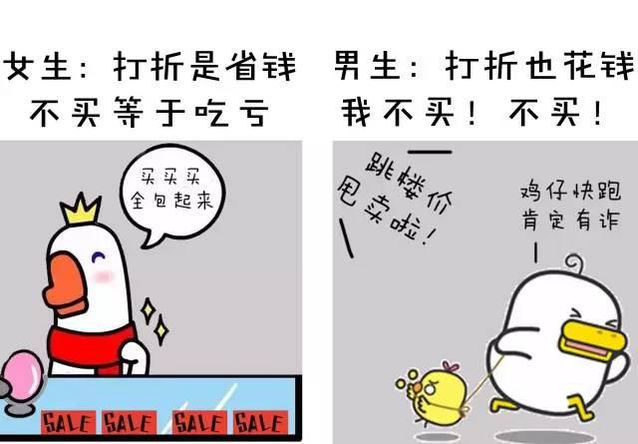 女生：打折是省钱
不买等于吃亏
买买买
全包起来
SALE SALE SALE SALE
男生：打折也花钱
我不买！不买！
跳楼价
甩卖啦！
鸡仔快跑
肯定有诈